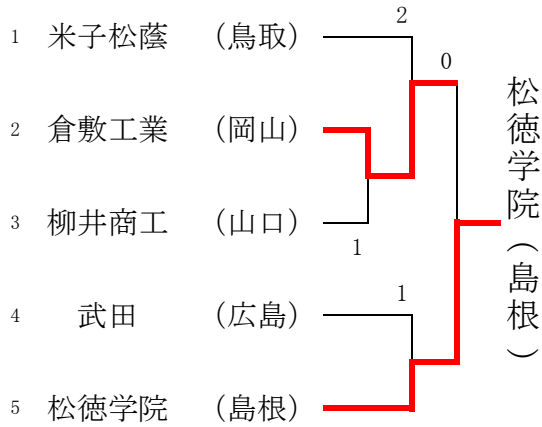 1 米子松蔭 (鳥取)
2 倉敷工業 (岡山)
3 柳井商工 (山口)
4 武田 (広島)
5 松徳学院 (島根)
2
0
1
1
松徳学院(島根)